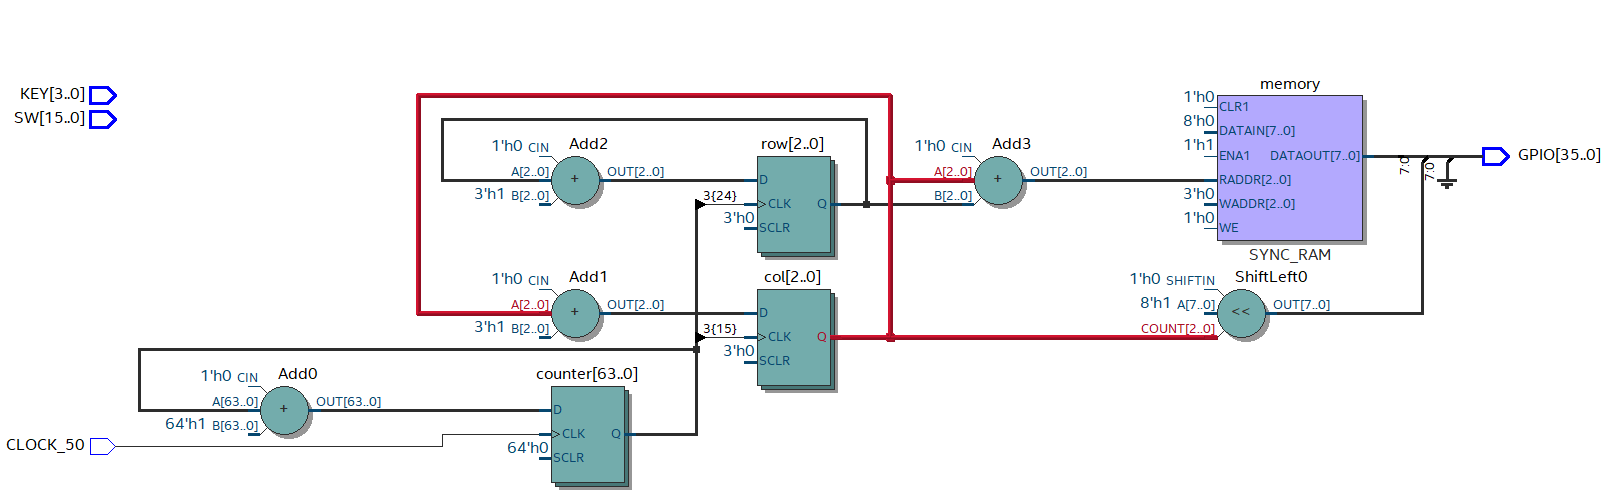 KEY[3..0]
SW[15..0]
Add2
1'h0 CIN
A[2..0]
3'h1 B[2..0]
+
OUT[2..0]
row[2..0]
D
3{24}
CLK
Q
3'h0
SCLR
Add3
1'h0 CIN
A[2..0]
B[2..0]
+
OUT[2..0]
memory
1'h0
CLR1
8'h0
DATAIN[7..0]
1'h1
ENA1 DATAOUT[7..0]
RADDR[2..0]
3'h0
WADDR[2..0]
1'h0
WE
SYNC_RAM
7:0
7:0
GPIO[35..0]
Add1
1'h0 CIN
A[2..0]
3'h1 B[2..0]
+
OUT[2..0]
col[2..0]
D
3{15}
CLK
Q
3'h0
SCLR
ShiftLeft0
1'h0 SHIFTIN
8'h1 A[7..0]
COUNT[2..0]
<<
OUT[7..0]
Add0
1'h0 CIN
A[63..0]
64'h1 B[63..0]
+
OUT[63..0]
counter[63..0]
D
CLK
Q
64'h0
SCLR
CLOCK_50